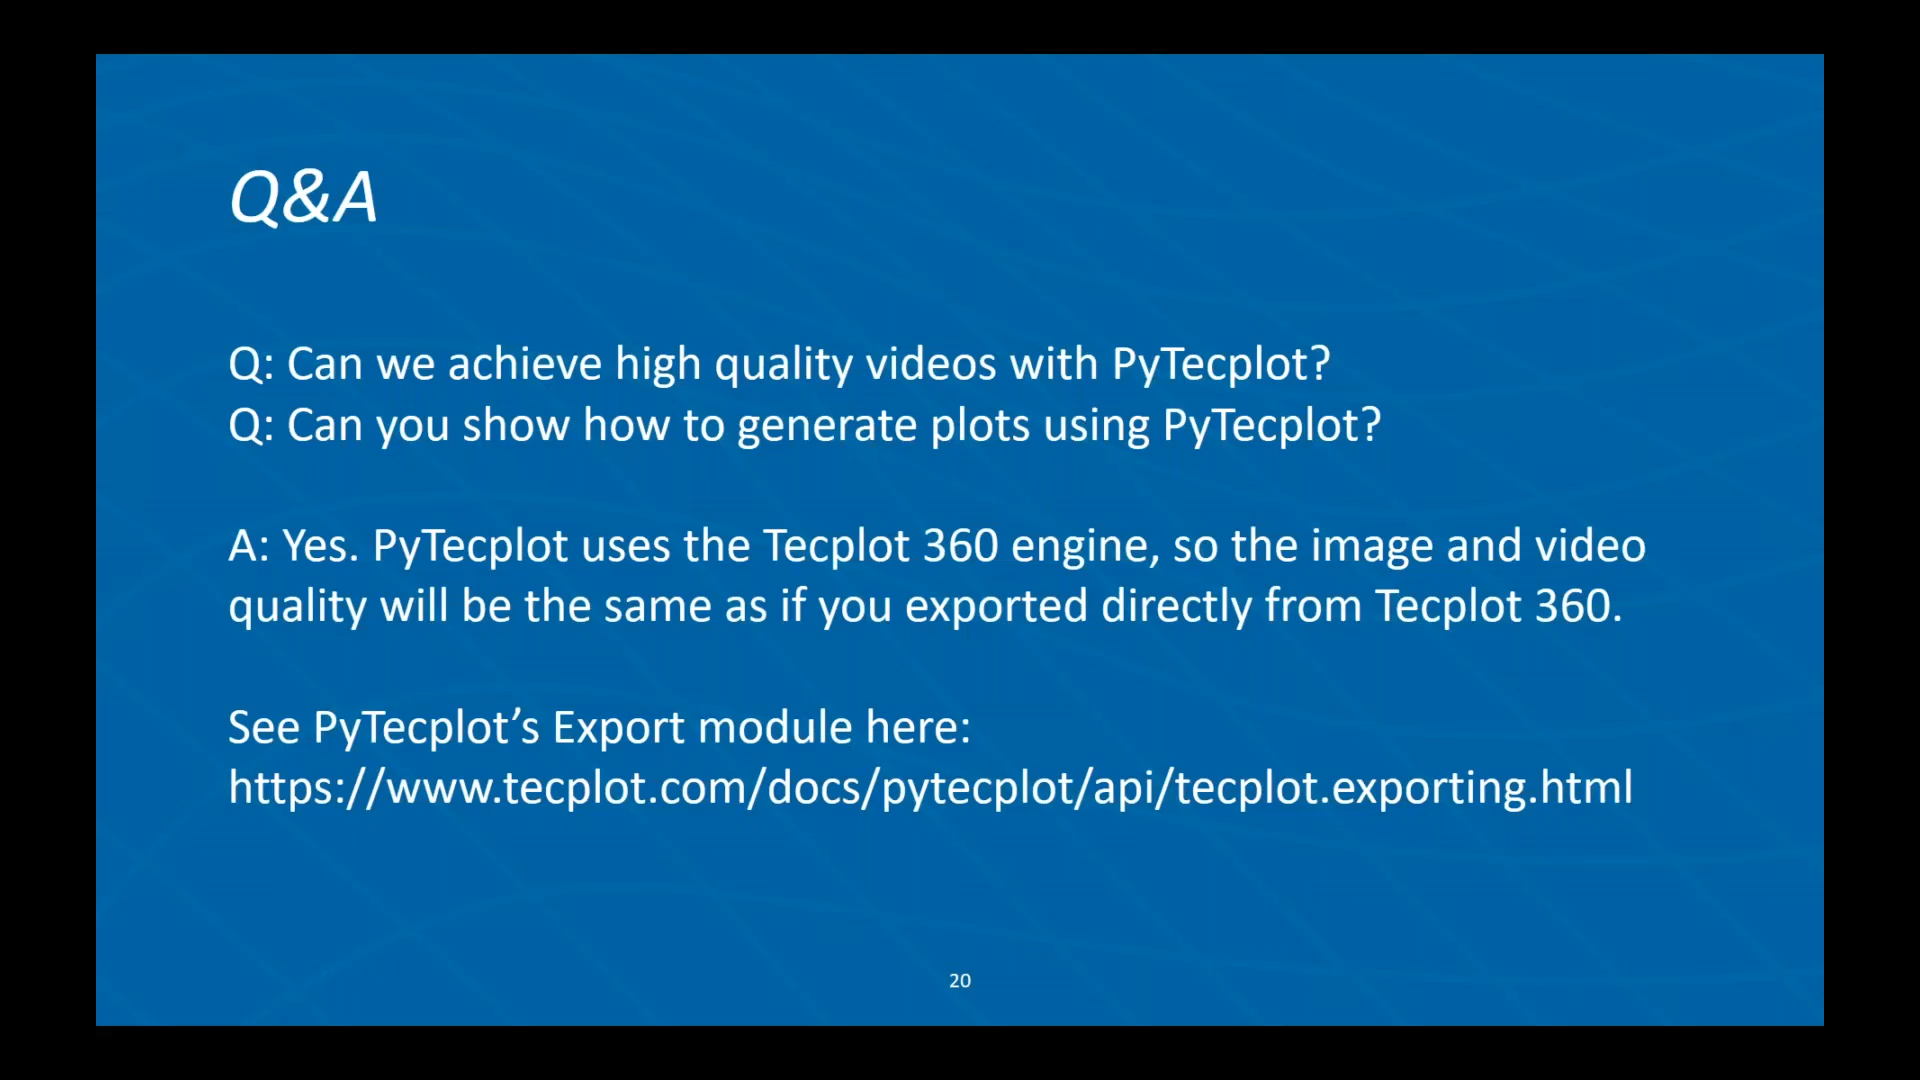 Q&A
Q: Can we achieve high quality videos with PyTecplot?
Q: Can you show how to generate plots using PyTecplot?
A: Yes. PyTecplot uses the Tecplot 360 engine, so the image and video
quality will be the same as if you exported directly from Tecplot 360.
See PyTecplot’s Export module here:
https://www.tecplot.com/docs/pytecplot/api/tecplot.exporting.html
20